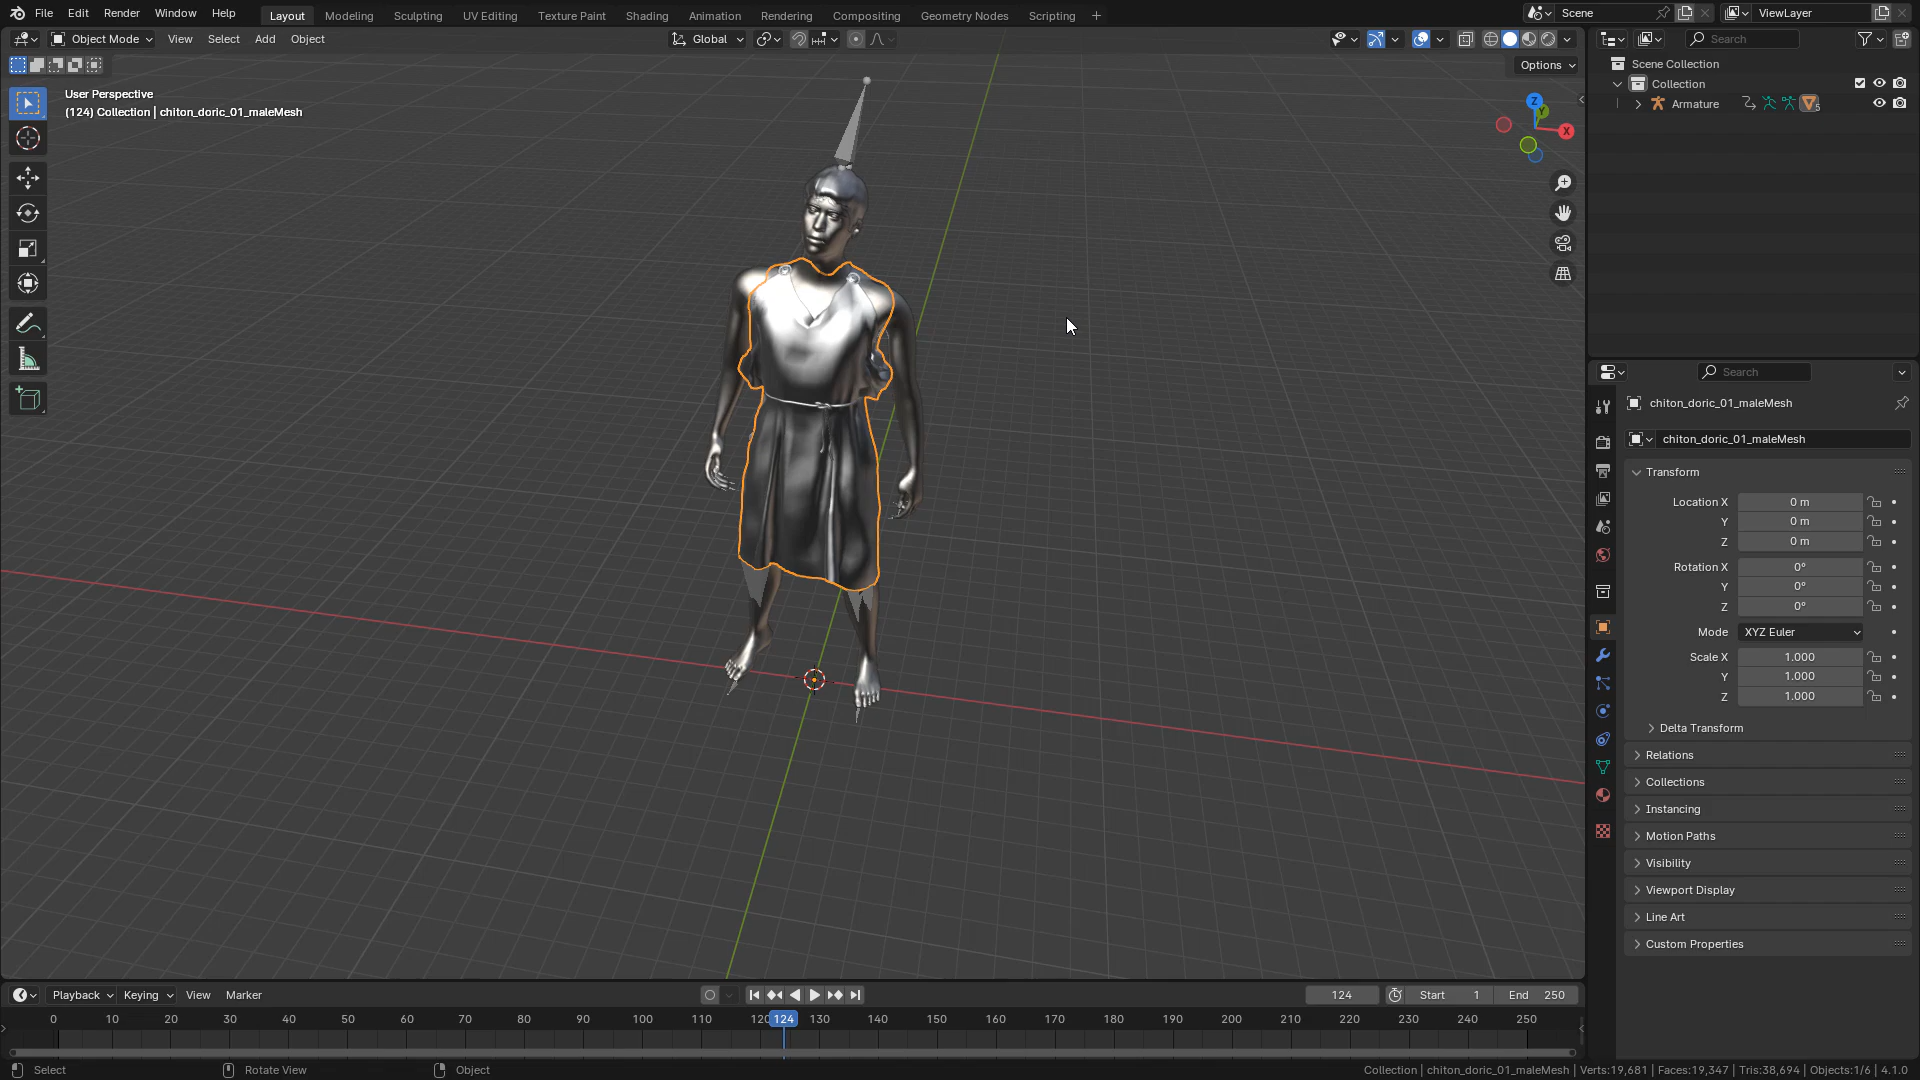 File Edit Render Window Help Layout Modeling Sculpting UV Editing Texture Paint Shading Animation Rendering Compositing Geometry Nodes Scripting + Scene ViewLayer
Object Mode View Select Add Object Global Search
Options
User Perspective
(124) Collection | chiton_doric_01_maleMesh
Z
Y
X
Scene Collection
Collection
Armature 5
Search
chiton_doric_01_maleMesh
chiton_doric_01_maleMesh
Transform
Location X 0 m
Y 0 m
Z 0 m
Rotation X 0°
Y 0°
Z 0°
Mode XYZ Euler
Scale X 1.000
Y 1.000
Z 1.000
Delta Transform
Relations
Collections
Instancing
Motion Paths
Visibility
Viewport Display
Line Art
Custom Properties
Playback Keying View Marker 124 Start 1 End 250
0 10 20 30 40 50 60 70 80 90 100 110 120 124 130 140 150 160 170 180 190 200 210 220 230 240 250
Select Rotate View Object Collection | chiton_doric_01_maleMesh | Verts:19,681 | Faces:19,347 | Tris:38,694 | Objects:1/6 | 4.1.0